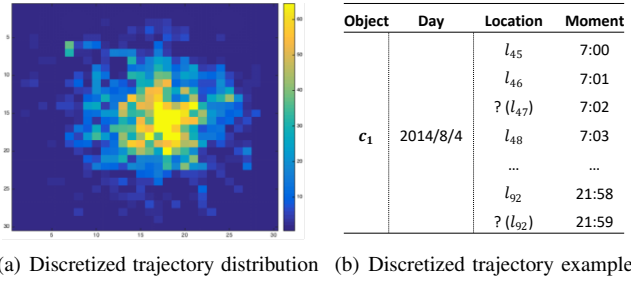 5
10
15
20
25
30
5
10
15
20
25
30
60
50
40
30
20
10
Object Day Location Moment
l45 7:00
l46 7:01
? (l47) 7:02
c1 2014/8/4 l48 7:03
... ...
l92 21:58
? (l92) 21:59
(a) Discretized trajectory distribution (b) Discretized trajectory example